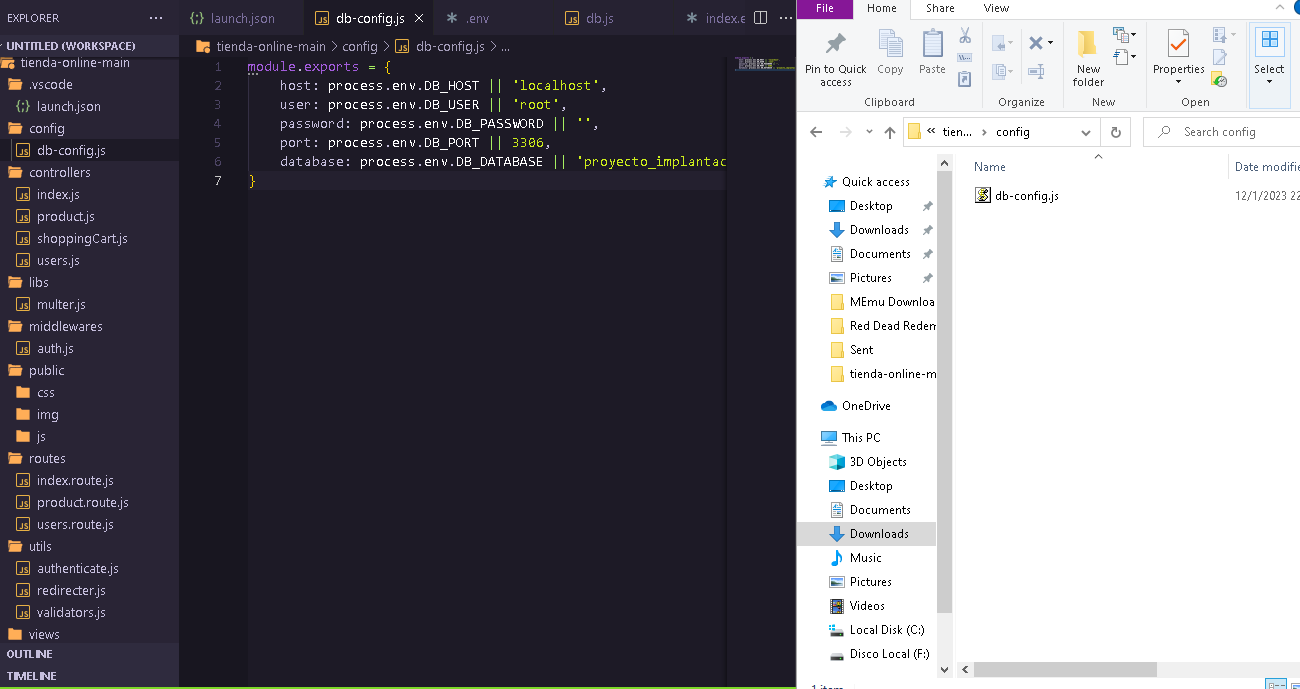 EXPLORER
UNTITLED (WORKSPACE)
tienda-online-main
.vscode
launch.json
config
db-config.js
controllers
index.js
product.js
shoppingCart.js
users.js
libs
multer.js
middlewares
auth.js
public
css
img
js
routes
index.route.js
product.route.js
users.route.js
utils
authenticate.js
redirecter.js
validators.js
views
OUTLINE
TIMELINE
launch.json
db-config.js
.env
db.js
index.e
tienda-online-main > config > db-config.js > ...
1 module.exports = {
2 host: process.env.DB_HOST || 'localhost',
3 user: process.env.DB_USER || 'root',
4 password: process.env.DB_PASSWORD || '',
5 port: process.env.DB_PORT || 3306,
6 database: process.env.DB_DATABASE || 'proyecto_implantac
7 }
File Home Share View
Pin to Quick access
Copy
Paste
Clipboard
Organize
New folder
New
Properties
Open
Select
« tien... > config
Search config
Name
Date modifie
db-config.js
12/1/2023 22
Quick access
Desktop
Downloads
Documents
Pictures
MEmu Downloa
Red Dead Redem
Sent
tienda-online-m
OneDrive
This PC
3D Objects
Desktop
Documents
Downloads
Music
Pictures
Videos
Local Disk (C:)
Disco Local (F:)
1 item